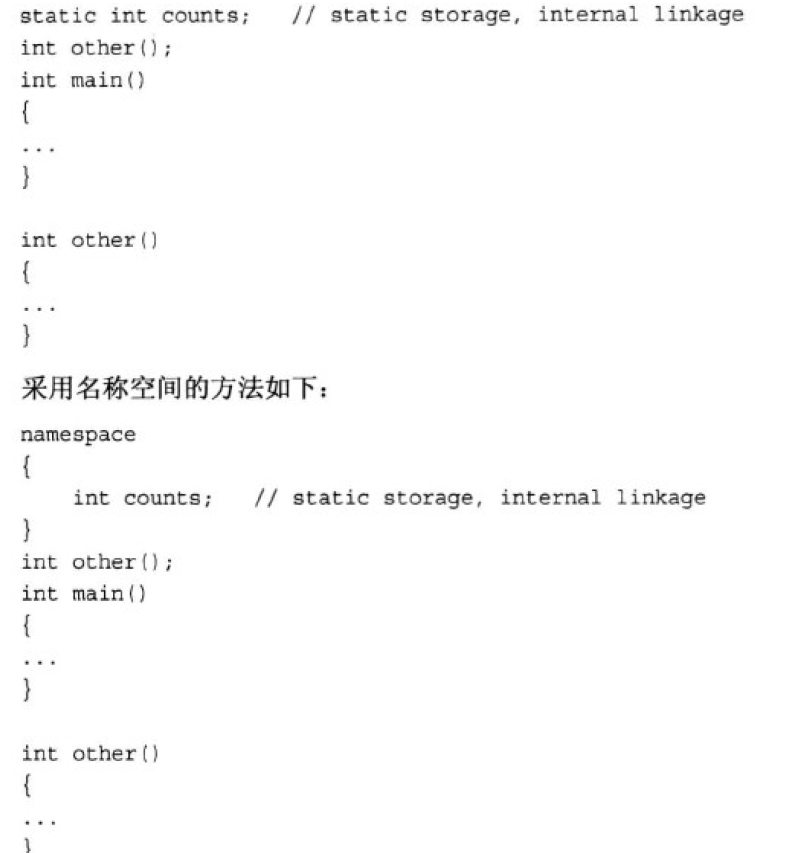 static int counts;   // static storage, internal linkage
int other();
int main()
{
...
}

int other()
{
...
}
采用名称空间的方法如下：
namespace
{
    int counts;   // static storage, internal linkage
}
int other();
int main()
{
...
}

int other()
{
...
}